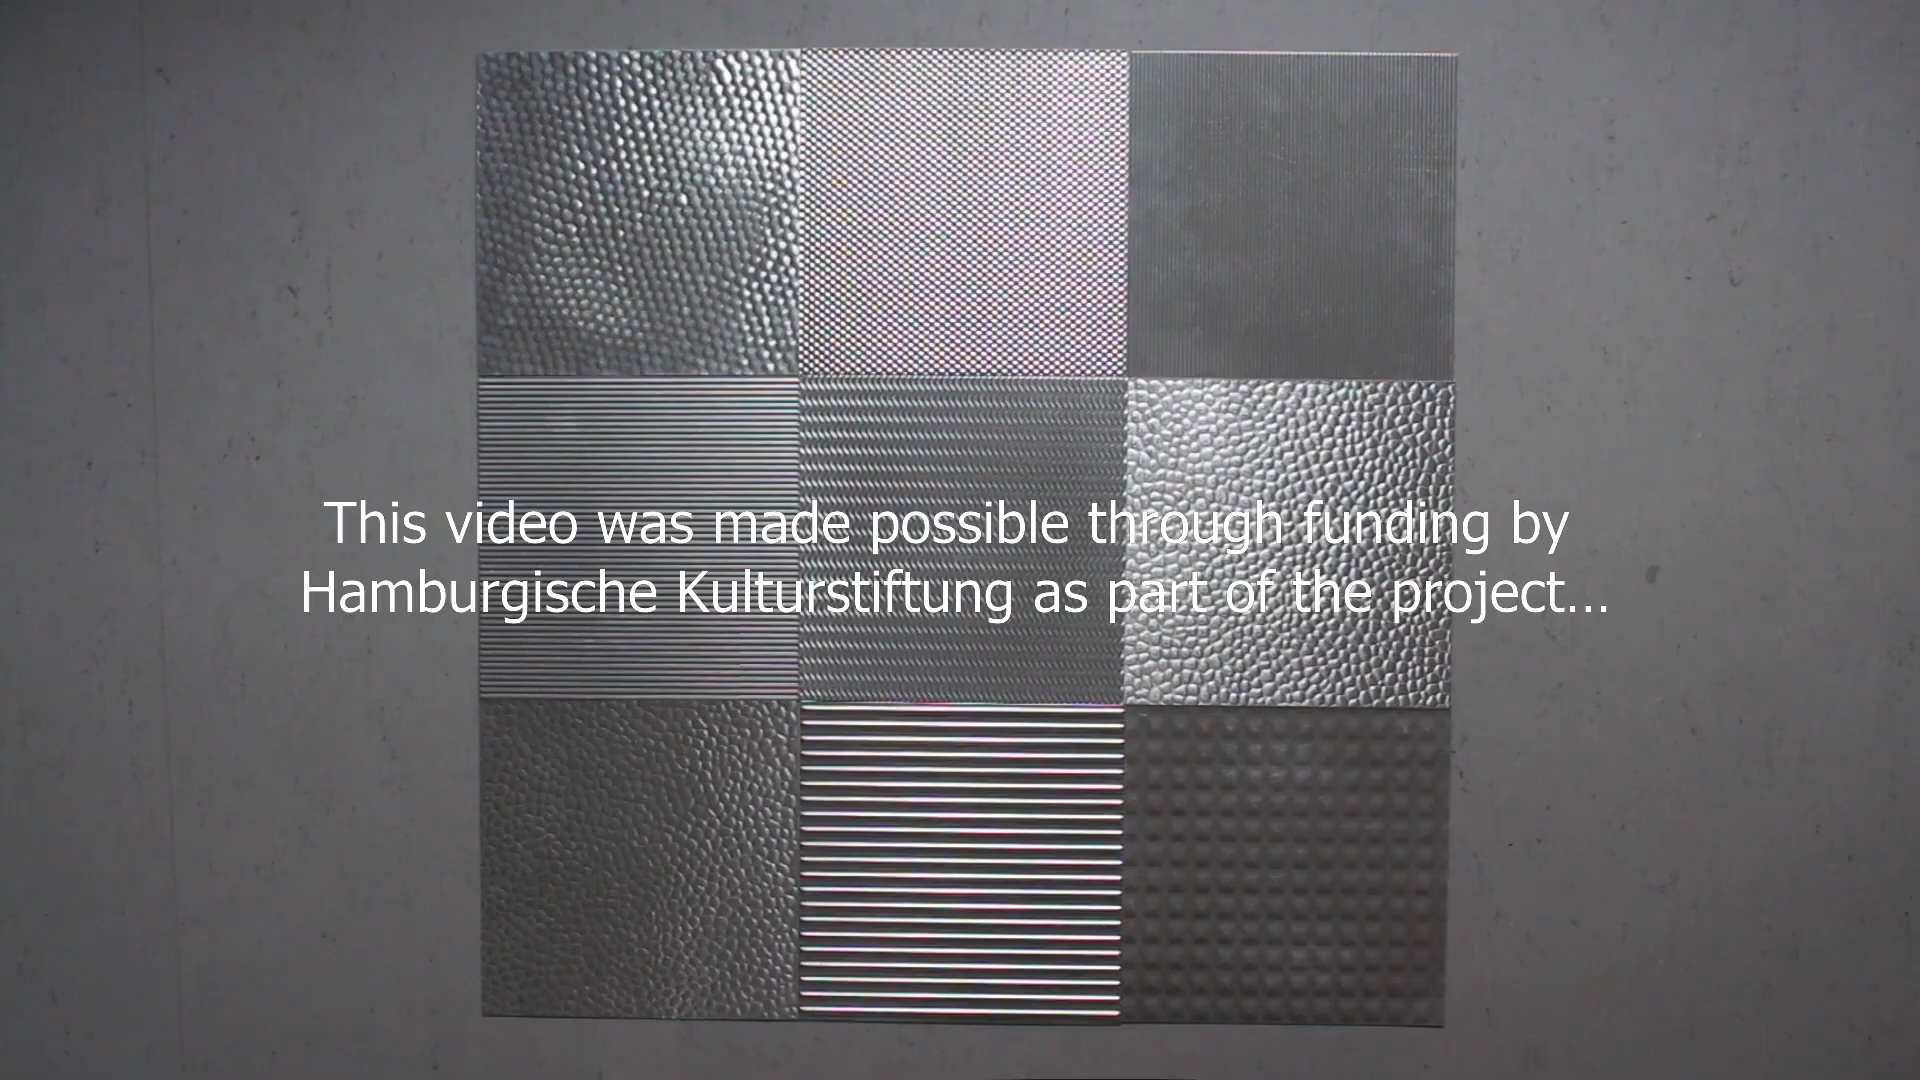 This video was made possible through funding by
Hamburgische Kulturstiftung as part of the project...